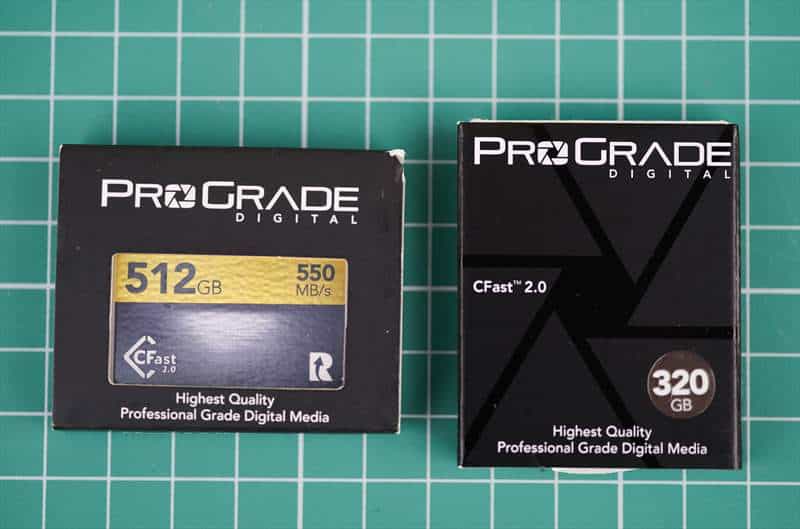 PROGRADE
DIGITAL
512GB
550
MB/s
CFast
2.0
R
Highest Quality
Professional Grade Digital Media
PROGRADE
DIGITAL
CFast™ 2.0
320
GB
Highest Quality
Professional Grade Digital Media